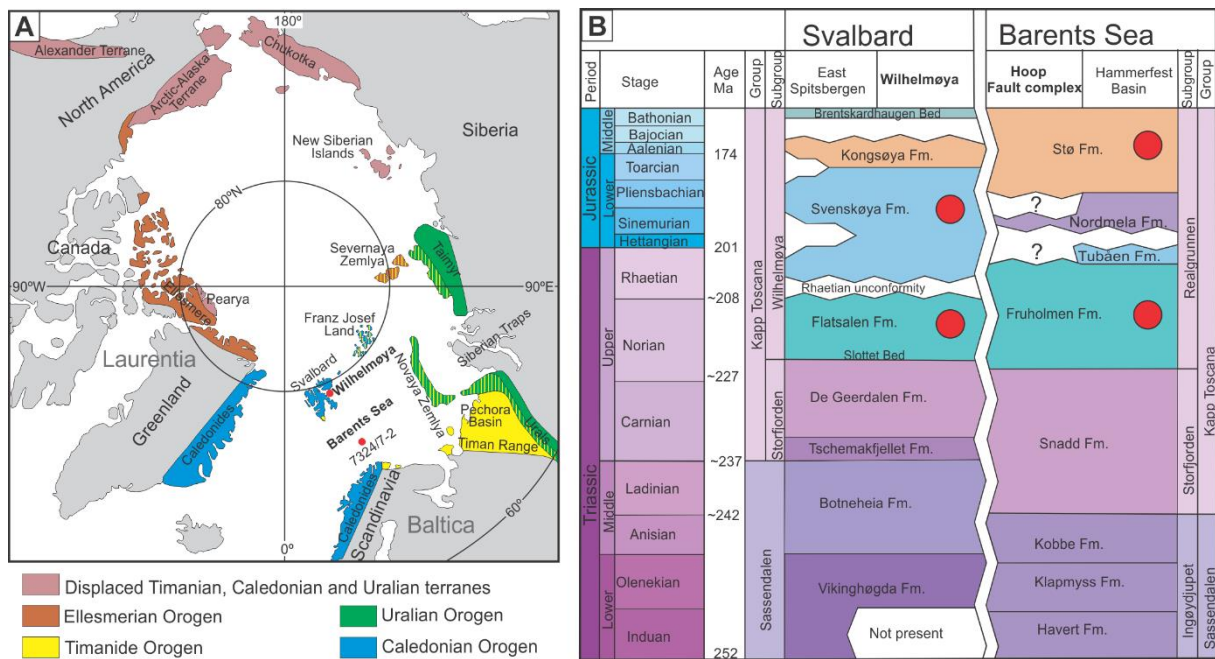 A
180º
Alexander Terrane
North America
Arctic-Alaska
Terrane
Chukotka
Siberia
New Siberian
Islands
80ºN
Canada
Severnaya
Zemlya
Taimyr
90ºW
90ºE
Ellesmere
Pearya
Franz Josef
Land
Siberian Traps
Laurentia
Svalbard
Wilhelmøya
Novaya Zemlya
Greenland
Caledonides
Barents Sea
7324/7-2
Pechora
Basin
Urals
Timan Range
Caledonides
Scandinavia
Baltica
60º
0º
Displaced Timanian, Caledonian and Uralian terranes
Ellesmerian Orogen
Uralian Orogen
Timanide Orogen
Caledonian Orogen
B
Svalbard
Barents Sea
Period
Stage
Age
Ma
Group
Subgroup
East
Spitsbergen
Wilhelmøya
Hoop
Fault complex
Hammerfest
Basin
Subgroup
Group
Jurassic
Middle
Bathonian
Bajocian
Aalenian
174
Lower
Toarcian
Pliensbachian
Sinemurian
Hettangian
201
Triassic
Upper
Rhaetian
~208
Norian
~227
Carnian
~237
Middle
Ladinian
~242
Anisian
Lower
Olenekian
Induan
252
Kapp Toscana
Wilhelmøya
Storfjorden
Sassendalen
Brentskardhaugen Bed
Kongsøya Fm.
Svenskøya Fm.
Rhaetian unconformity
Flatsalen Fm.
Slottet Bed
De Geerdalen Fm.
Tschemakfjellet Fm.
Botneheia Fm.
Vikinghøgda Fm.
Not present
Stø Fm.
?
Nordmela Fm.
?
Tubåen Fm.
Fruholmen Fm.
Snadd Fm.
Kobbe Fm.
Klapmyss Fm.
Havert Fm.
Realgrunnen
Storfjorden
Ingøydjupet
Kapp Toscana
Sassendalen